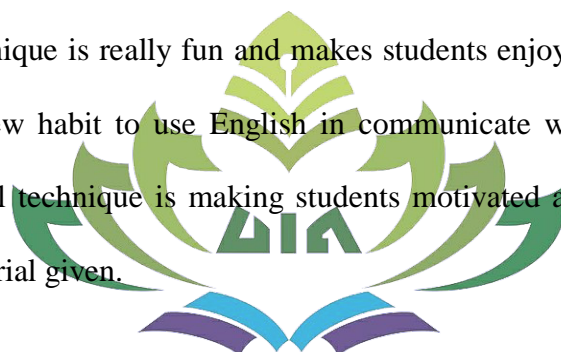 nique is really fun and makes students enjoy
ew habit to use English in communicate w
l technique is making students motivated a
rial given.
UIN